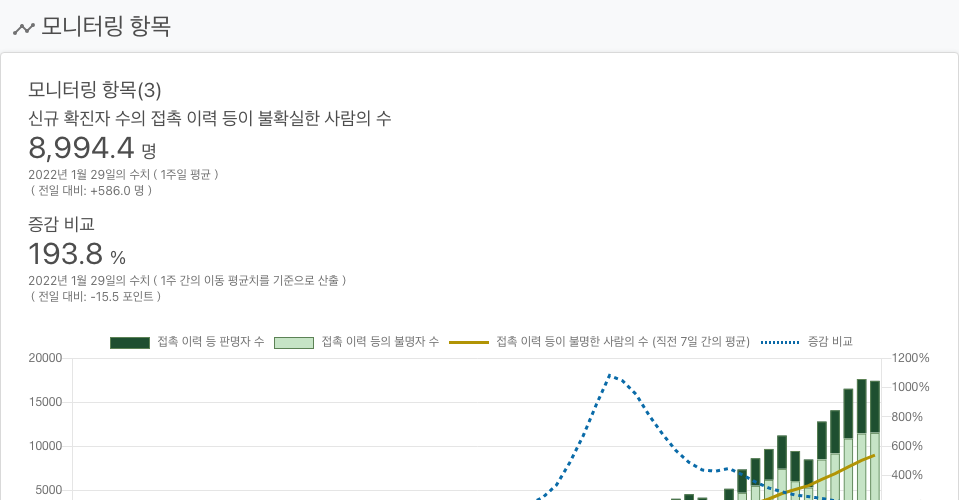 모니터링 항목
모니터링 항목(3)
신규 확진자 수의 접촉 이력 등이 불확실한 사람의 수
8,994.4 명
2022년 1월 29일의 수치 ( 1주일 평균 )
( 전일 대비: +586.0 명 )
증감 비교
193.8 %
2022년 1월 29일의 수치 ( 1주 간의 이동 평균치를 기준으로 산출 )
( 전일 대비: -15.5 포인트 )
접촉 이력 등 판명자 수 접촉 이력 등의 불명자 수 접촉 이력 등이 불명한 사람의 수 (직전 7일 간의 평균) 증감 비교
20000 1200%
1000%
15000
800%
10000 600%
400%
5000